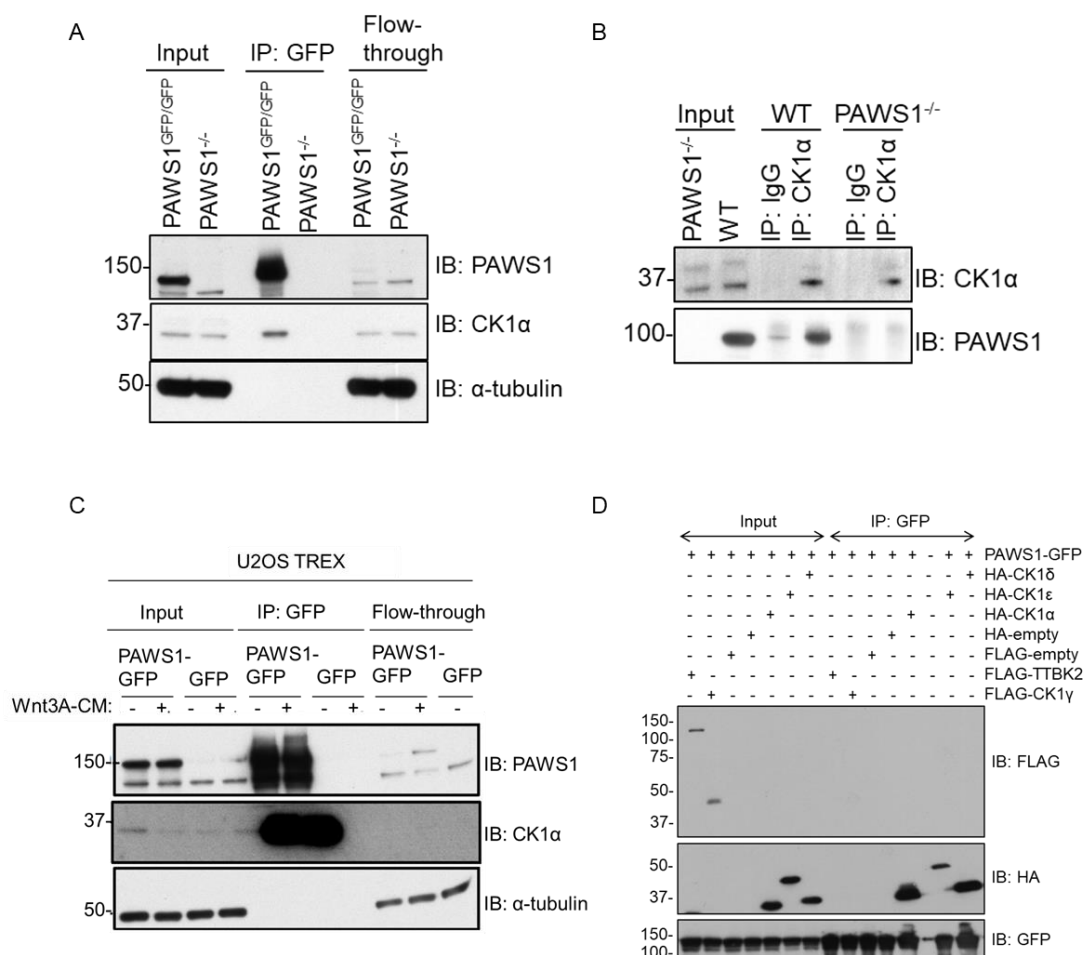 A
Input
IP: GFP
Flow-
through
PAWS1GFP/GFP
PAWS1-/-
PAWS1GFP/GFP
PAWS1-/-
PAWS1GFP/GFP
PAWS1-/-
150
IB: PAWS1
37
IB: CK1α
50
IB: α-tubulin
B
Input
WT
PAWS1-/-
PAWS1-/-
WT
IP: IgG
IP: CK1α
IP: IgG
IP: CK1α
37
IB: CK1α
100
IB: PAWS1
C
U2OS TREX
Input
IP: GFP
Flow-through
PAWS1-
GFP
GFP
PAWS1-
GFP
GFP
PAWS1-
GFP
GFP
Wnt3A-CM: - + - + - + - + - + -
150
IB: PAWS1
37
IB: CK1α
50
IB: α-tubulin
D
Input
IP: GFP
+ + + + + + + + + + + - + + PAWS1-GFP
- - - - - - + - - - - - - + HA-CK1δ
- - - - - + - - - - - - + - HA-CK1ε
- - - - + - - - - - + - - - HA-CK1α
- - - + - - - - - + - - - - HA-empty
- - + - - - - - + - - - - - FLAG-empty
+ - - - - - - + - - - - - - FLAG-TTBK2
- + - - - - - - + - - - - - FLAG-CK1γ
150-
100-
75-
50-
37-
IB: FLAG
50-
37-
IB: HA
150-
100-
IB: GFP